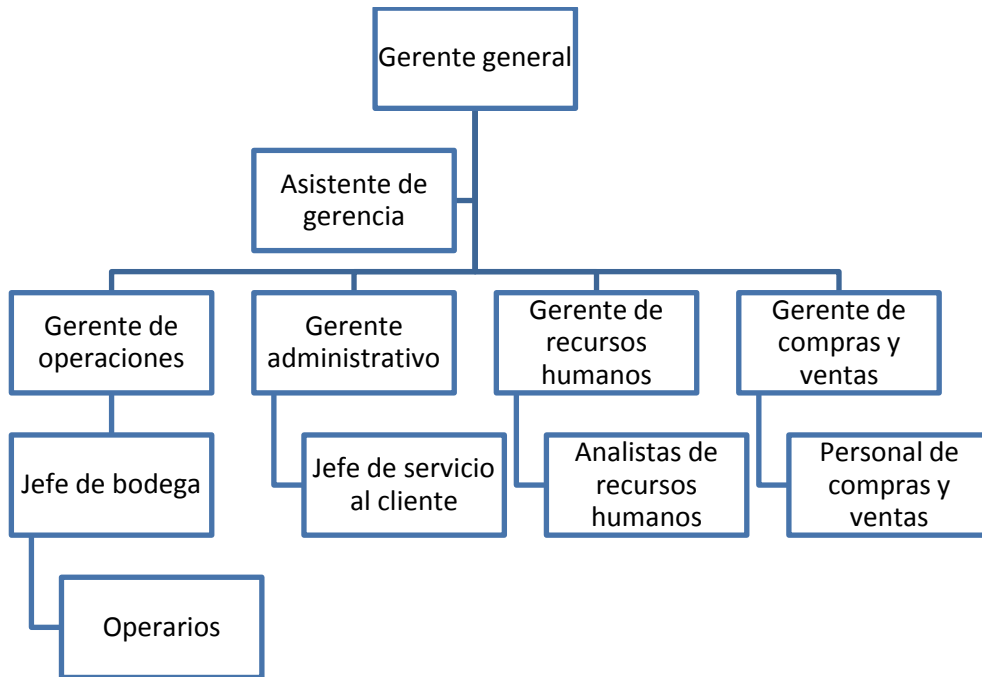 Gerente general
Asistente de
gerencia
Gerente de
operaciones
Gerente
administrativo
Gerente de
recursos
humanos
Gerente de
compras y
ventas
Jefe de bodega
Jefe de servicio
al cliente
Analistas de
recursos
humanos
Personal de
compras y
ventas
Operarios